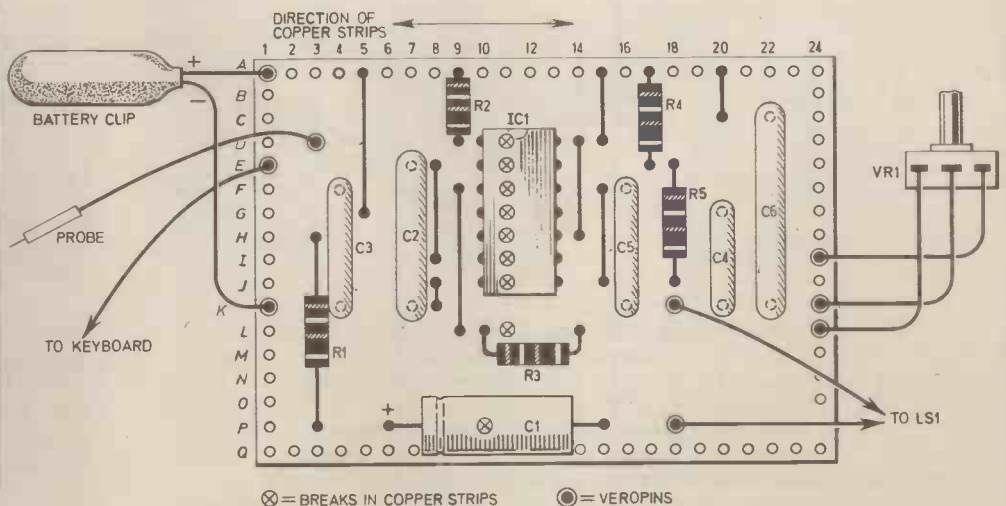 DIRECTION OF
COPPER STRIPS
1 2 3 4 5 6 7 8 9 10 12 14 16 18 20 22 24
A
B
C
D
E
F
G
H
I
J
K
L
M
N
O
P
Q
+
−
BATTERY CLIP
PROBE
TO KEYBOARD
R2
IC1
R4
R5
VR1
C3
C2
C5
C4
C6
R1
R3
+
C1
TO LS1
⊗ = BREAKS IN COPPER STRIPS
= VEROPINS